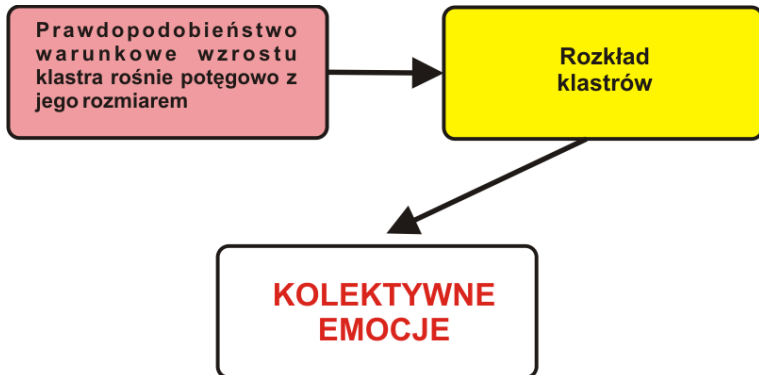 Prawdopodobieństwo
warunkowe wzrostu
klastra rośnie potęgowo z
jego rozmiarem
Rozkład
klastrów
KOLEKTYWNE
EMOCJE